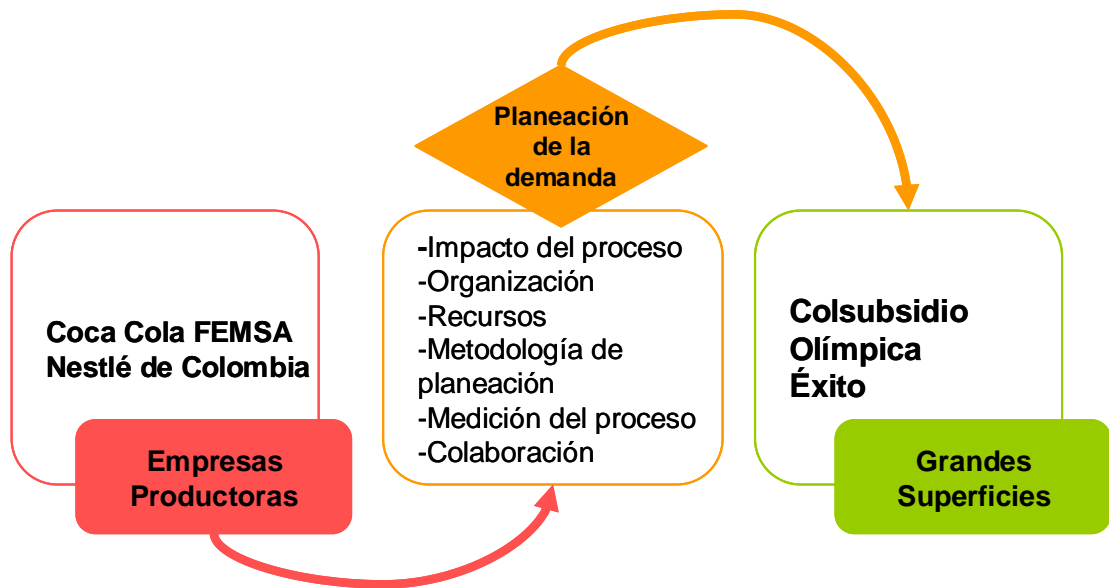 Planeación
de la
demanda
Coca Cola FEMSA
Nestlé de Colombia
Empresas
Productoras
-Impacto del proceso
-Organización
-Recursos
-Metodología de
planeación
-Medición del proceso
-Colaboración
Colsubsidio
Olímpica
Éxito
Grandes
Superficies